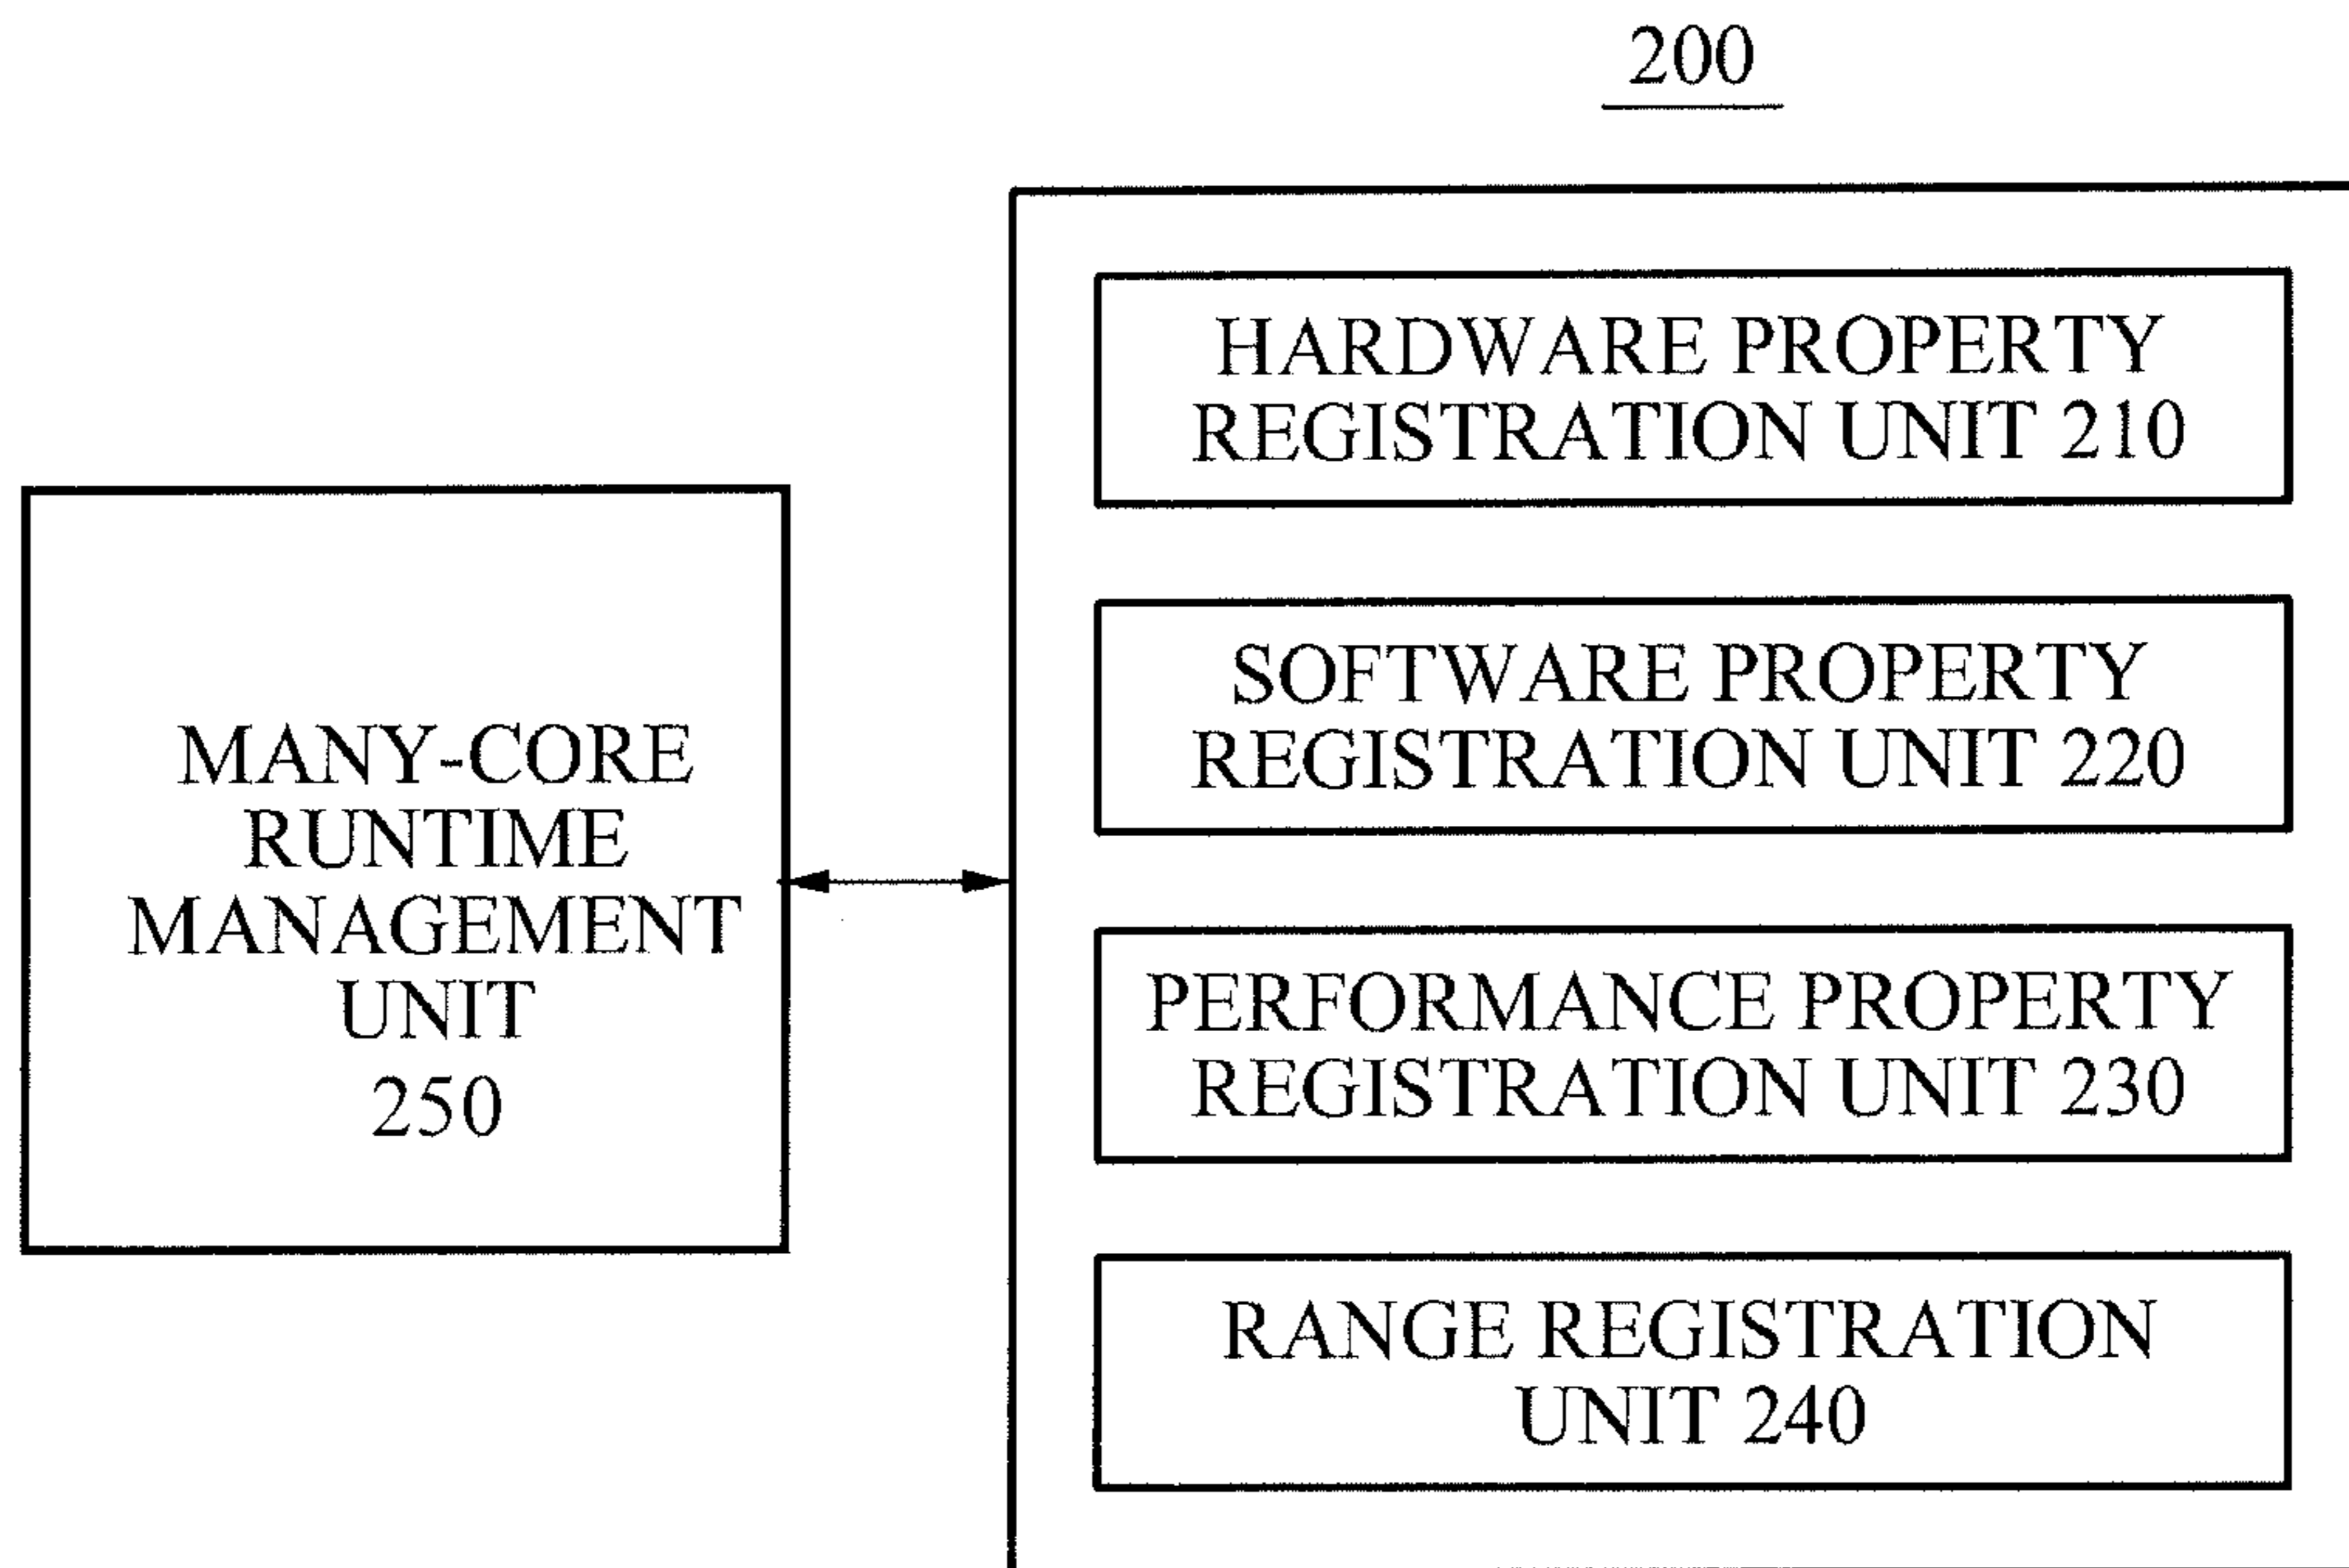 200
HARDWARE PROPERTY
REGISTRATION UNIT 210
SOFTWARE PROPERTY
REGISTRATION UNIT 220
MANY-CORE
RUNTIME
MANAGEMENT
UNIT
250
PERFORMANCE PROPERTY
REGISTRATION UNIT 230
RANGE REGISTRATION
UNIT 240